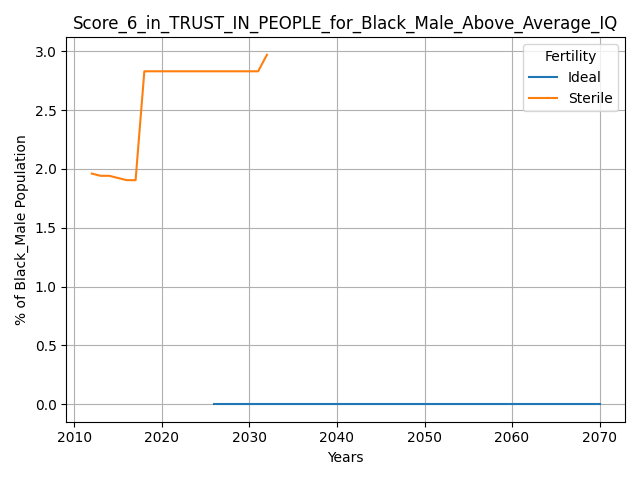 Score_6_in_TRUST_IN_PEOPLE_for_Black_Male_Above_Average_IQ
Fertility
Ideal
Sterile
% of Black_Male Population
3.0
2.5
2.0
1.5
1.0
0.5
0.0
2010 2020 2030 2040 2050 2060 2070
Years